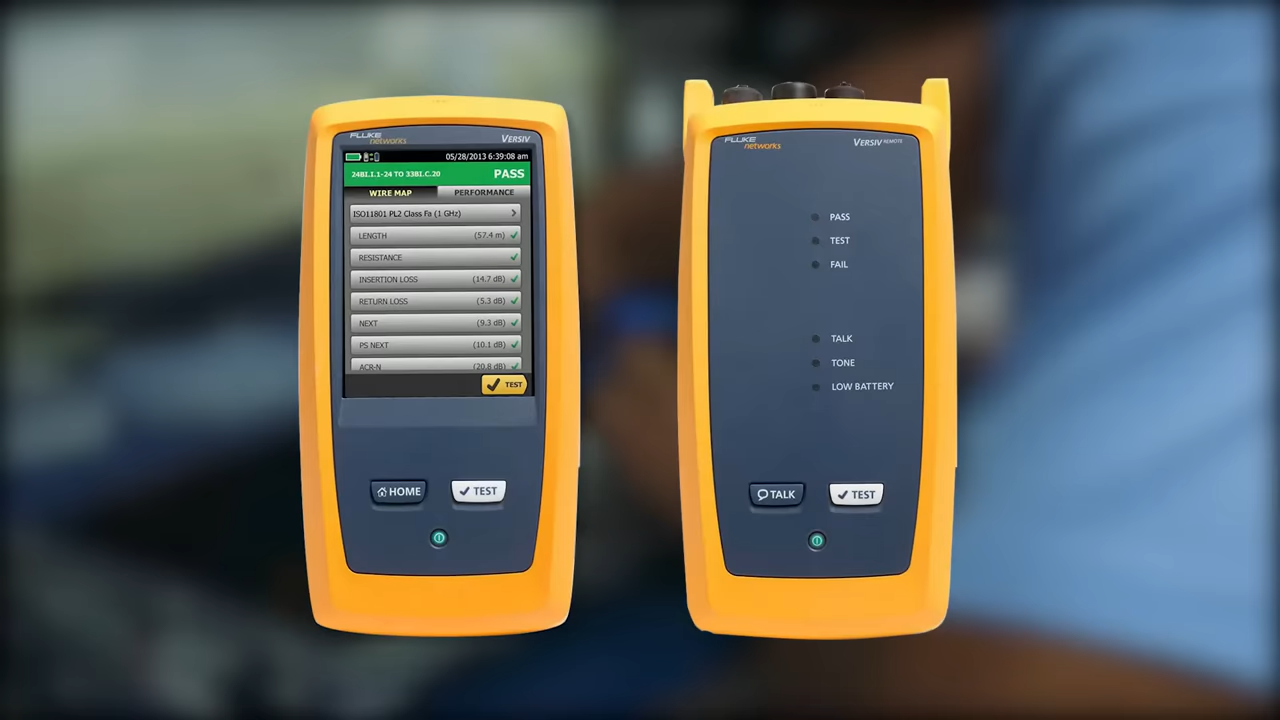 FLUKE
networks
VERSIV
05/28/2013 6:39:08 am
24BI.I.1-24 TO 33BI.C.20
PASS
WIRE MAP
PERFORMANCE
ISO11801 PL2 Class Fa (1 GHz)
LENGTH (57.4 m)
RESISTANCE
INSERTION LOSS (14.7 dB)
RETURN LOSS (5.3 dB)
NEXT (9.3 dB)
PS NEXT (10.1 dB)
ACR-N (20.8 dB)
TEST
HOME
TEST
FLUKE
networks
VERSIV REMOTE
PASS
TEST
FAIL
TALK
TONE
LOW BATTERY
TALK
TEST